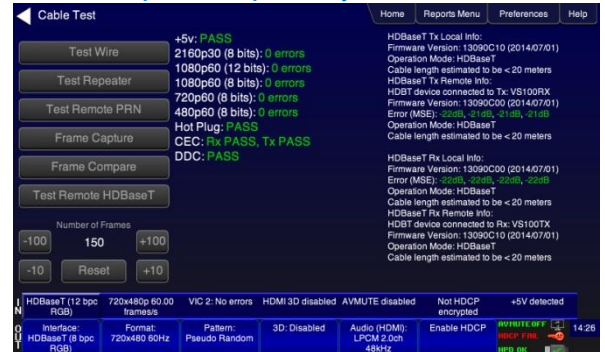 Cable Test
Home
Reports Menu
Preferences
Help
Test Wire
Test Repeater
Test Remote PRN
Frame Capture
Frame Compare
Test Remote HDBaseT
Number of Frames
-100
150
+100
-10
Reset
+10
+5v: PASS
2160p30 (8 bits): 0 errors
1080p60 (12 bits): 0 errors
1080p60 (8 bits): 0 errors
720p60 (8 bits): 0 errors
480p60 (8 bits): 0 errors
Hot Plug: PASS
CEC: Rx PASS, Tx PASS
DDC: PASS
HDBaseT Tx Local Info:
Firmware Version: 13090C10 (2014/07/01)
Operation Mode: HDBaseT
Cable length estimated to be < 20 meters
HDBaseT Tx Remote Info:
HDBT device connected to Tx: VS100RX
Firmware Version: 13090C00 (2014/07/01)
Error (MSE): -22dB, -21dB, -21dB, -21dB
Operation Mode: HDBaseT
Cable length estimated to be < 20 meters
HDBaseT Rx Local Info:
Firmware Version: 13090C00 (2014/07/01)
Error (MSE): -22dB, -22dB, -22dB, -22dB
Operation Mode: HDBaseT
Cable length estimated to be < 20 meters
HDBaseT Rx Remote Info:
HDBT device connected to Rx: VS100TX
Firmware Version: 13090C10 (2014/07/01)
Operation Mode: HDBaseT
Cable length estimated to be < 20 meters
IN
HDBaseT (12 bpc RGB)
720x480p 60.00 frames/s
VIC 2: No errors
HDMI 3D disabled
AVMUTE disabled
Not HDCP encrypted
+5V detected
OUT
Interface: HDBaseT (8 bpc RGB)
Format: 720x480 60Hz
Pattern: Pseudo Random
3D: Disabled
Audio (HDMI): LPCM 2.0ch 48kHz
Enable HDCP
AVMUTE OFF
HDCP FAIL
HPD OK
14:26